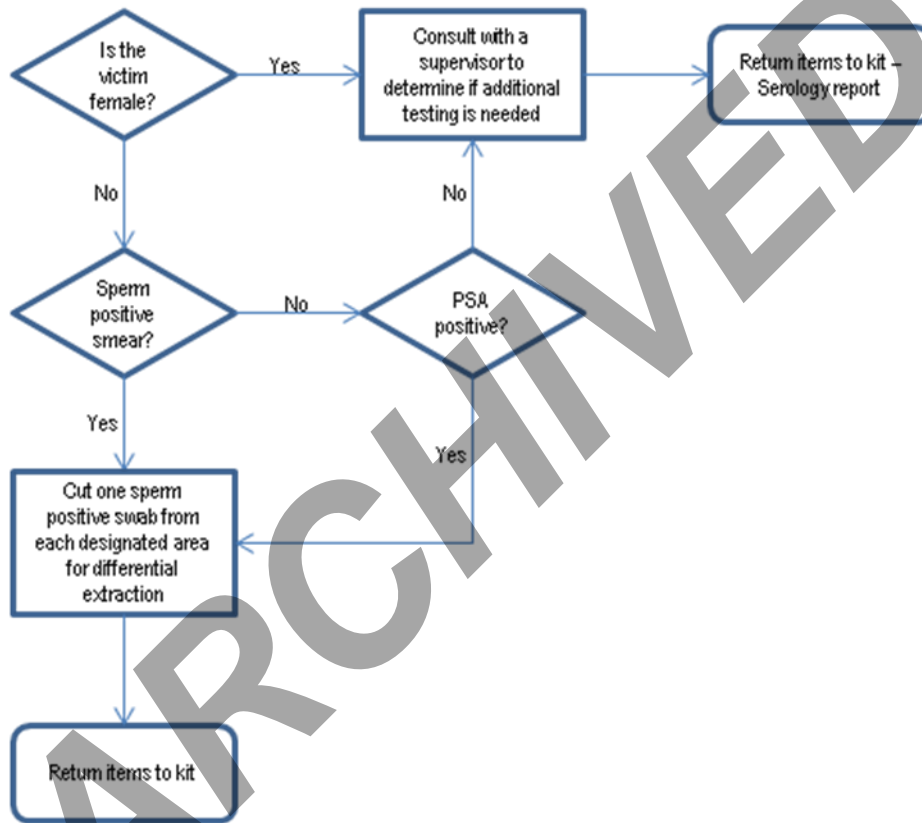 Is the
victim
female?
Yes
Consult with a
supervisor to
determine if additional
testing is needed
Return items to kit –
Serology report
No
No
Sperm
positive
smear?
No
PSA
positive?
Yes
Yes
Cut one sperm
positive swab from
each designated area
for differential
extraction
Return items to kit
ARCHIVED